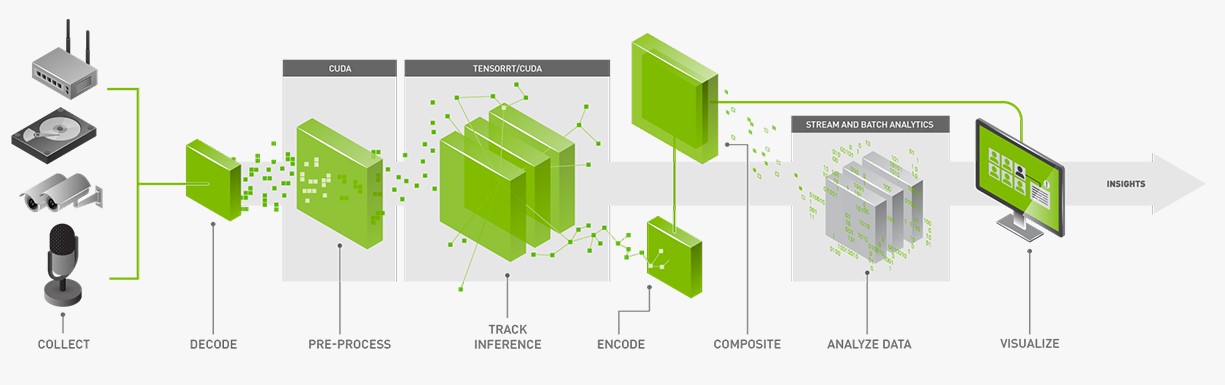 CUDA
TENSORRT/CUDA
STREAM AND BATCH ANALYTICS
INSIGHTS
COLLECT
DECODE
PRE-PROCESS
TRACK
INFERENCE
ENCODE
COMPOSITE
ANALYZE DATA
VISUALIZE